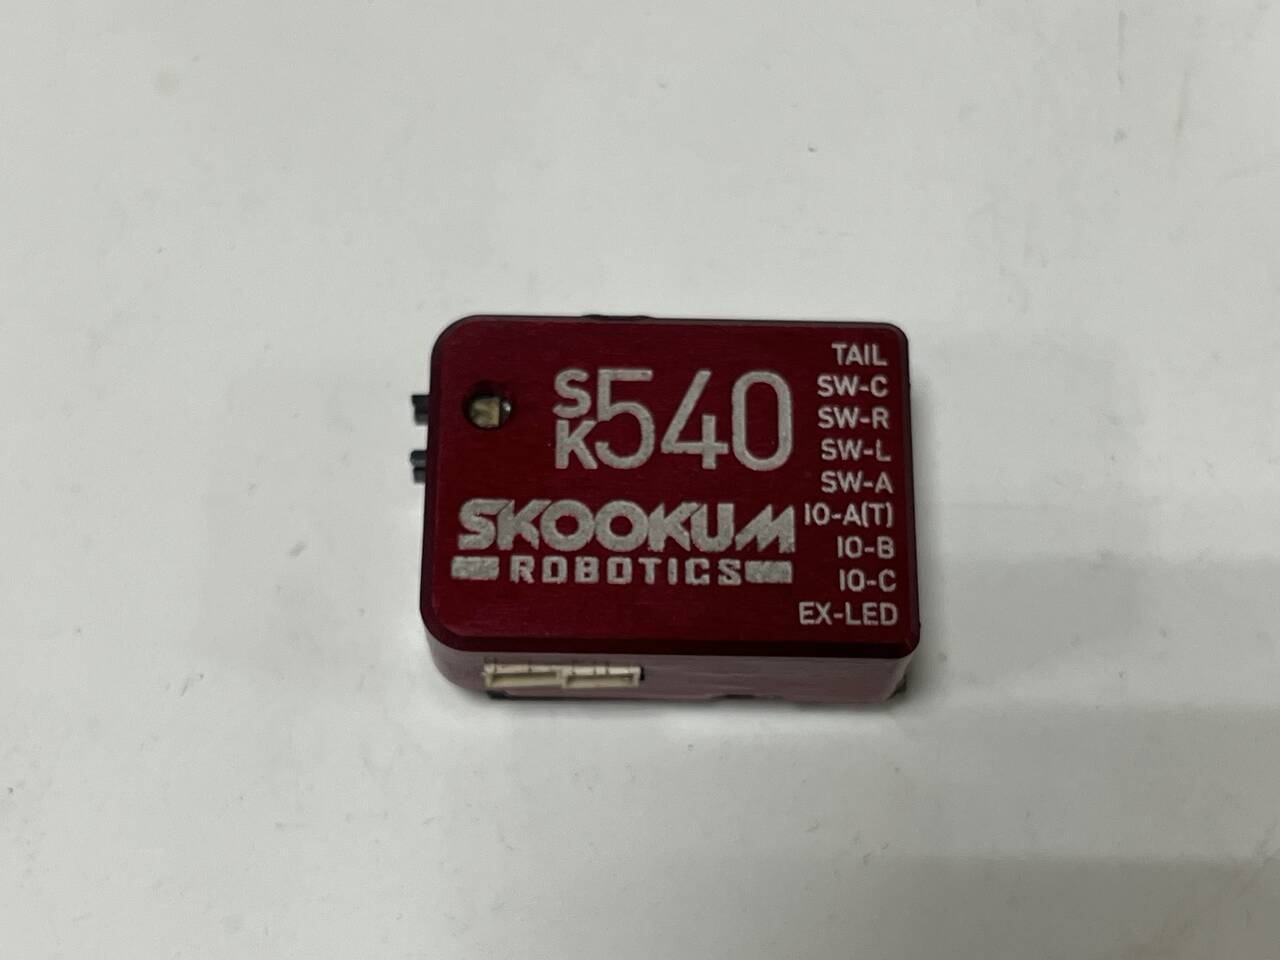 SK540
SKOOKUM
ROBOTICS
TAIL
SW-C
SW-R
SW-L
SW-A
IO-A(T)
IO-B
IO-C
EX-LED